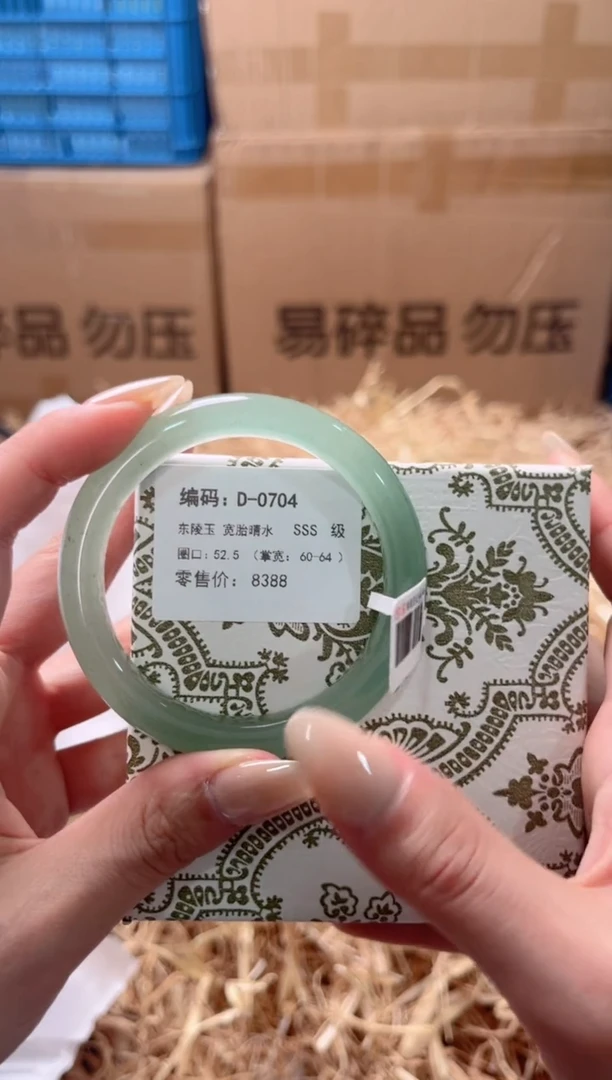 碎品 勿压
易碎品 勿压
编码：D-0704
东陵玉 宽胎晴水 SSS 级
圈口：52.5 （掌宽：60-64 ）
零售价：8388